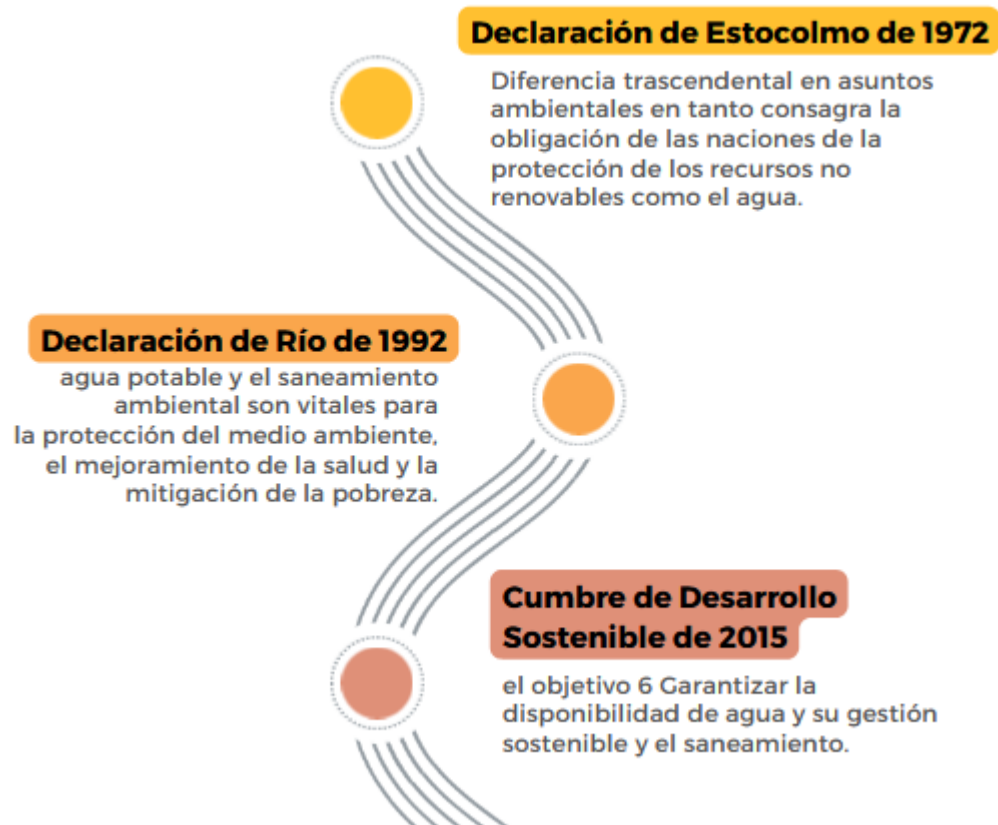 Declaración de Estocolmo de 1972
Diferencia trascendental en asuntos
ambientales en tanto consagra la
obligación de las naciones de la
protección de los recursos no
renovables como el agua.
Declaración de Río de 1992
agua potable y el saneamiento
ambiental son vitales para
la protección del medio ambiente,
el mejoramiento de la salud y la
mitigación de la pobreza.
Cumbre de Desarrollo
Sostenible de 2015
el objetivo 6 Garantizar la
disponibilidad de agua y su gestión
sostenible y el saneamiento.